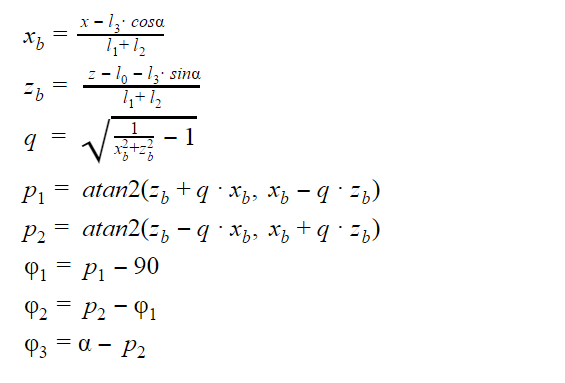 x_b = (x − l_3· cosα)/(l_1 + l_2)
z_b = (z − l_0 − l_3· sinα)/(l_1 + l_2)
q = √(1/(x_b^2+z_b^2) − 1)
p_1 = atan2(z_b + q · x_b, x_b − q · z_b)
p_2 = atan2(z_b − q · x_b, x_b + q · z_b)
φ_1 = p_1 − 90
φ_2 = p_2 − φ_1
φ_3 = α − p_2